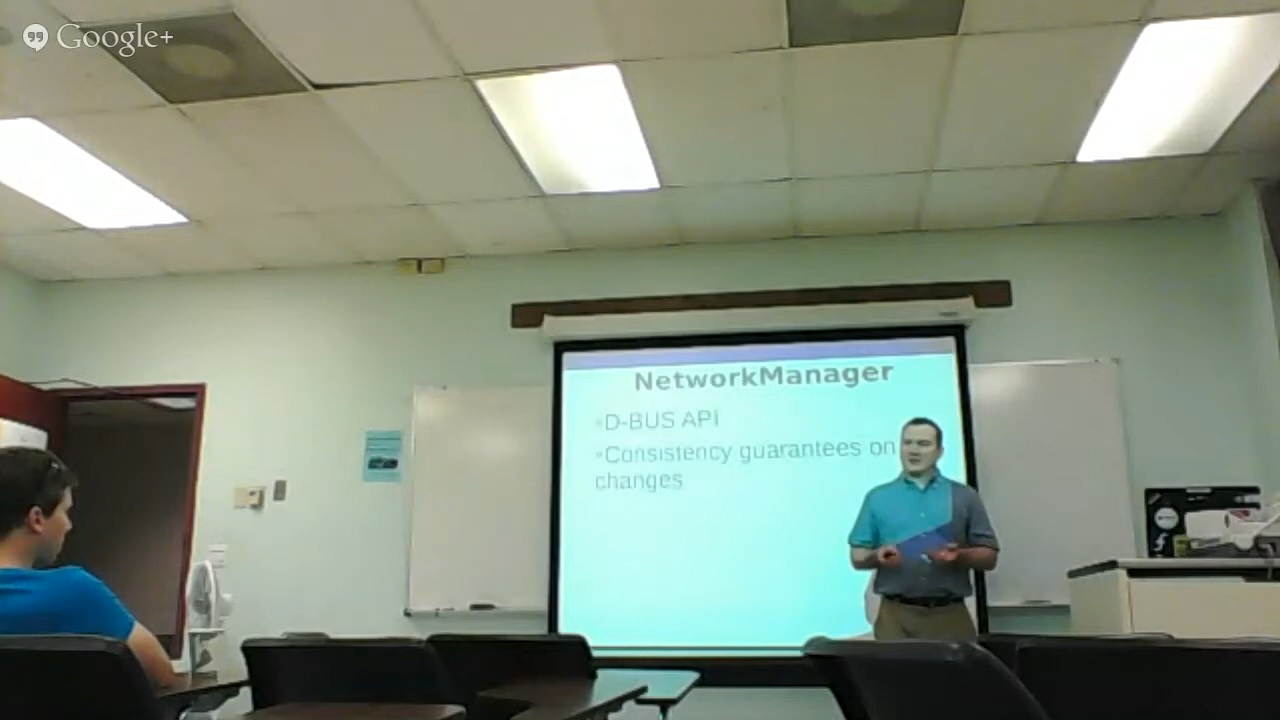 Google+
NetworkManager
D-BUS API
Consistency guarantees on
changes